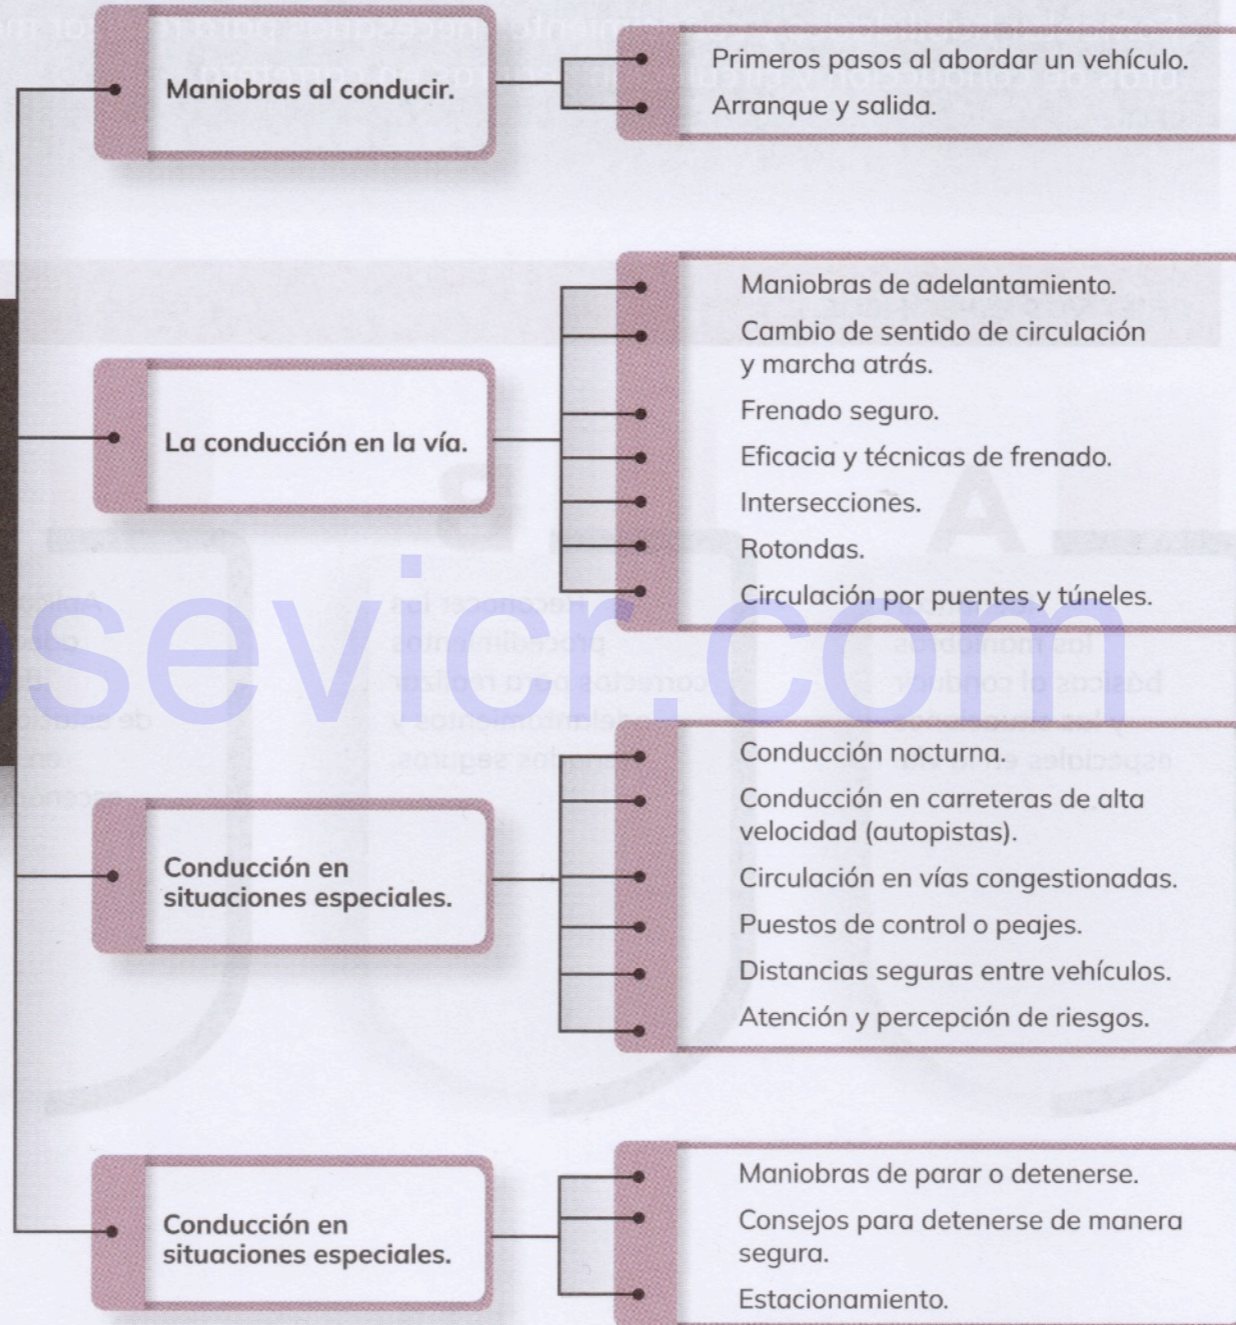 Maniobras al conducir.
Primeros pasos al abordar un vehículo.
Arranque y salida.
La conducción en la vía.
Maniobras de adelantamiento.
Cambio de sentido de circulación
y marcha atrás.
Frenado seguro.
Eficacia y técnicas de frenado.
Intersecciones.
Rotondas.
Circulación por puentes y túneles.
sevicr.com
Conducción en
situaciones especiales.
Conducción nocturna.
Conducción en carreteras de alta
velocidad (autopistas).
Circulación en vías congestionadas.
Puestos de control o peajes.
Distancias seguras entre vehículos.
Atención y percepción de riesgos.
Conducción en
situaciones especiales.
Maniobras de parar o detenerse.
Consejos para detenerse de manera
segura.
Estacionamiento.